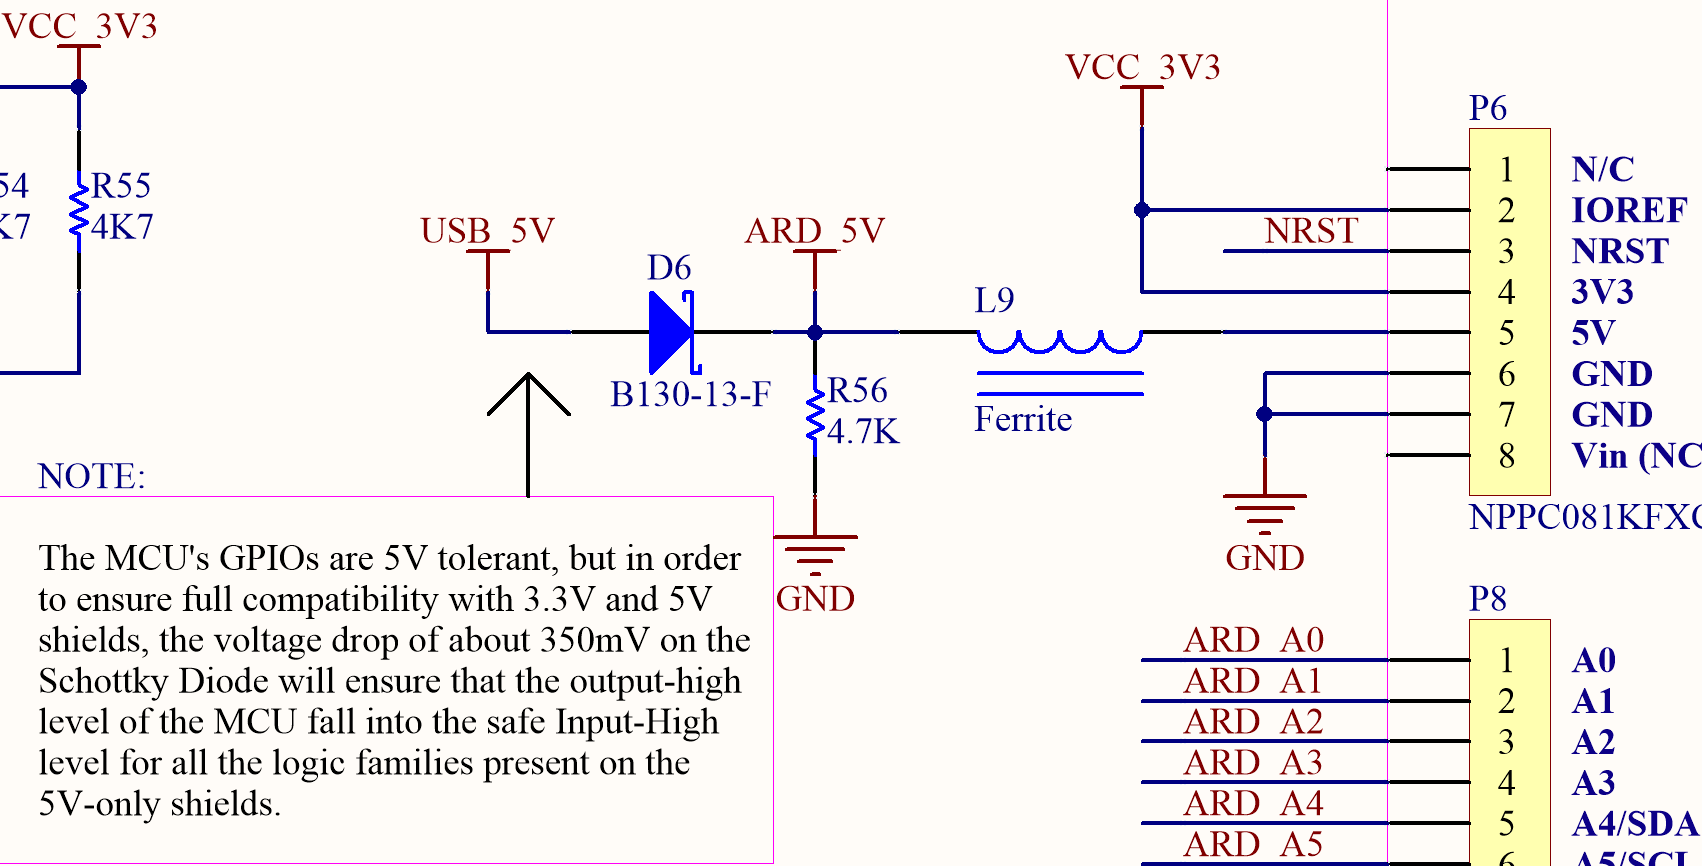 VCC_3V3
R55
4K7
USB_5V
D6
B130-13-F
ARD_5V
R56
4.7K
GND
L9
Ferrite
VCC_3V3
NRST
GND
P6
1 N/C
2 IOREF
3 NRST
4 3V3
5 5V
6 GND
7 GND
8 Vin (NC
NPPC081KFXC
NOTE:
The MCU's GPIOs are 5V tolerant, but in order
to ensure full compatibility with 3.3V and 5V
shields, the voltage drop of about 350mV on the
Schottky Diode will ensure that the output-high
level of the MCU fall into the safe Input-High
level for all the logic families present on the
5V-only shields.
P8
ARD_A0 1 A0
ARD_A1 2 A1
ARD_A2 3 A2
ARD_A3 4 A3
ARD_A4 5 A4/SDA
ARD_A5 6